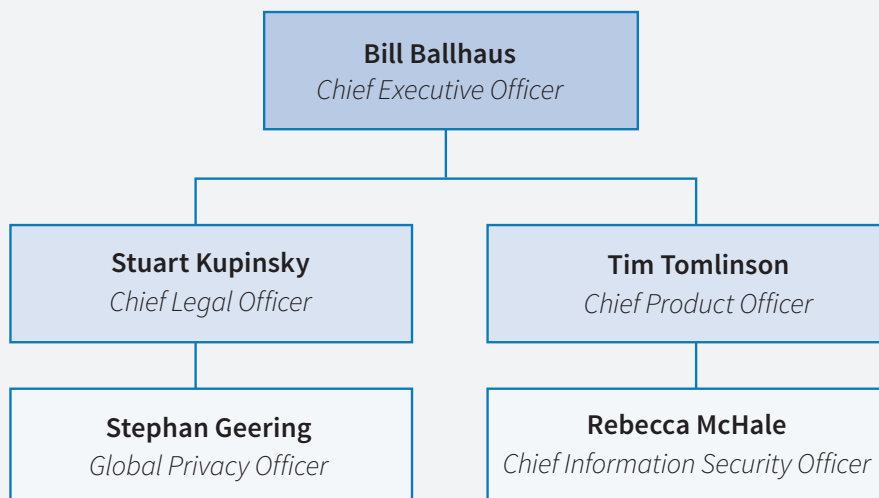 Bill Ballhaus
Chief Executive Officer
Stuart Kupinsky
Chief Legal Officer
Tim Tomlinson
Chief Product Officer
Stephan Geering
Global Privacy Officer
Rebecca McHale
Chief Information Security Officer